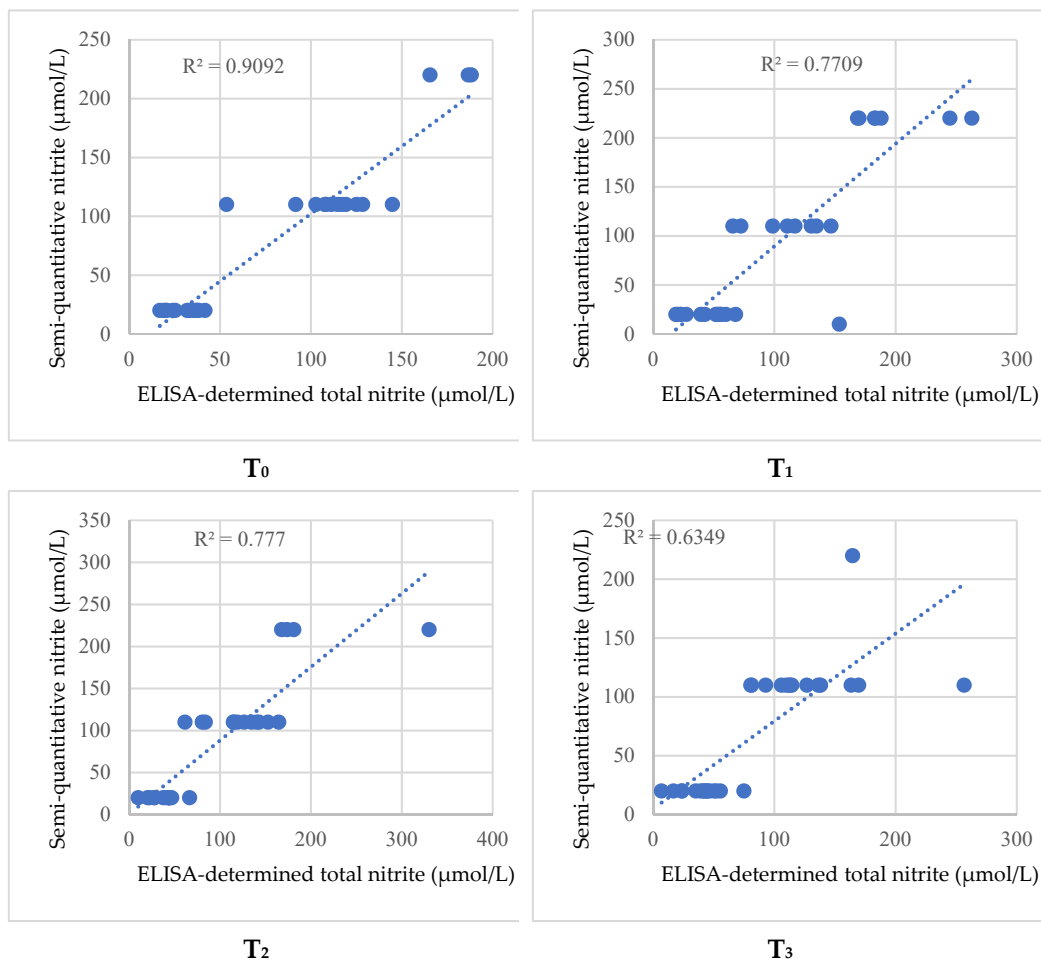 Semi-quantitative nitrite (µmol/L)
250
200
150
100
50
0
R² = 0.9092
0 50 100 150 200
ELISA-determined total nitrite (µmol/L)
T₀
Semi-quantitative nitrite (µmol/L)
300
250
200
150
100
50
0
R² = 0.7709
0 100 200 300
ELISA-determined total nitrite (µmol/L)
T₁
Semi-quantitative nitrite (µmol/L)
350
300
250
200
150
100
50
0
R² = 0.777
0 100 200 300 400
ELISA-determined total nitrite (µmol/L)
T₂
Semi-quantitative nitrite (µmol/L)
250
200
150
100
50
0
R² = 0.6349
0 100 200 300
ELISA-determined total nitrite (µmol/L)
T₃